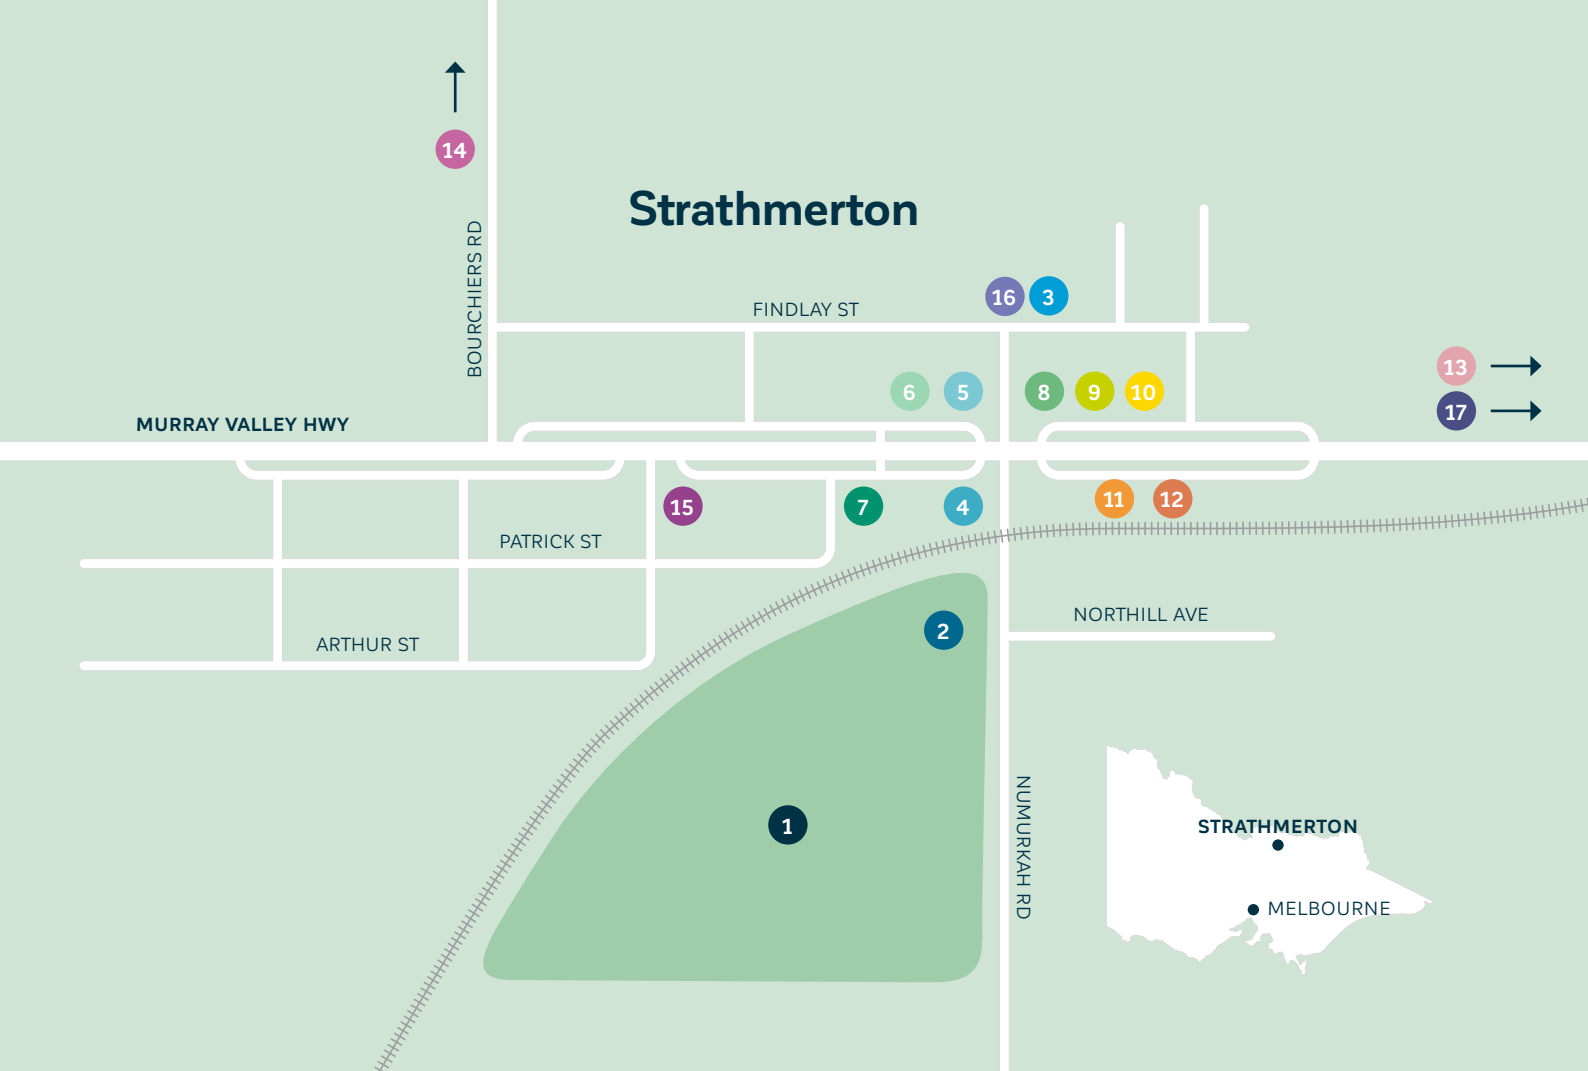 14
Strathmerton
BOURCHIERS RD
FINDLAY ST
16
3
13
17
6
5
8
9
10
MURRAY VALLEY HWY
15
7
4
11
12
PATRICK ST
2
NORTHILL AVE
ARTHUR ST
1
NUMURKAH RD
STRATHMERTON
MELBOURNE